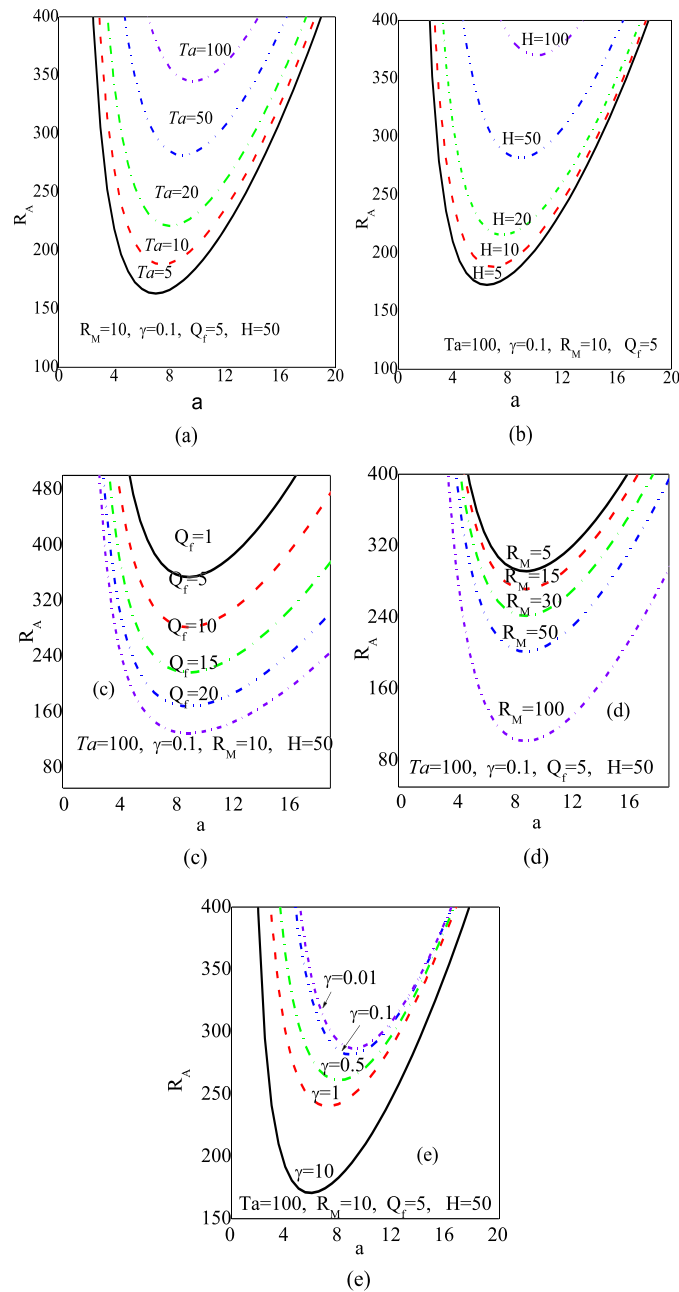 400
350
300
250
200
150
100
R_A
Ta=100
Ta=50
Ta=20
Ta=10
Ta=5
R_M=10, γ=0.1, Q_f=5, H=50
0 4 8 12 16 20
a
(a)
400
350
300
250
200
150
100
R_A
H=100
H=50
H=20
H=10
H=5
Ta=100, γ=0.1, R_M=10, Q_f=5
0 4 8 12 16 20
a
(b)
480
400
320
240
160
80
R_A
Q_f=1
Q_f=5
Q_f=10
Q_f=15
Q_f=20
(c)
Ta=100, γ=0.1, R_M=10, H=50
0 4 8 12 16
a
(c)
400
320
240
160
80
R_A
R_M=5
R_M=15
R_M=30
R_M=50
R_M=100
(d)
Ta=100, γ=0.1, Q_f=5, H=50
0 4 8 12 16
a
(d)
400
350
300
250
200
150
R_A
γ=0.01
γ=0.1
γ=0.5
γ=1
γ=10
(e)
Ta=100, R_M=10, Q_f=5, H=50
0 4 8 12 16 20
a
(e)